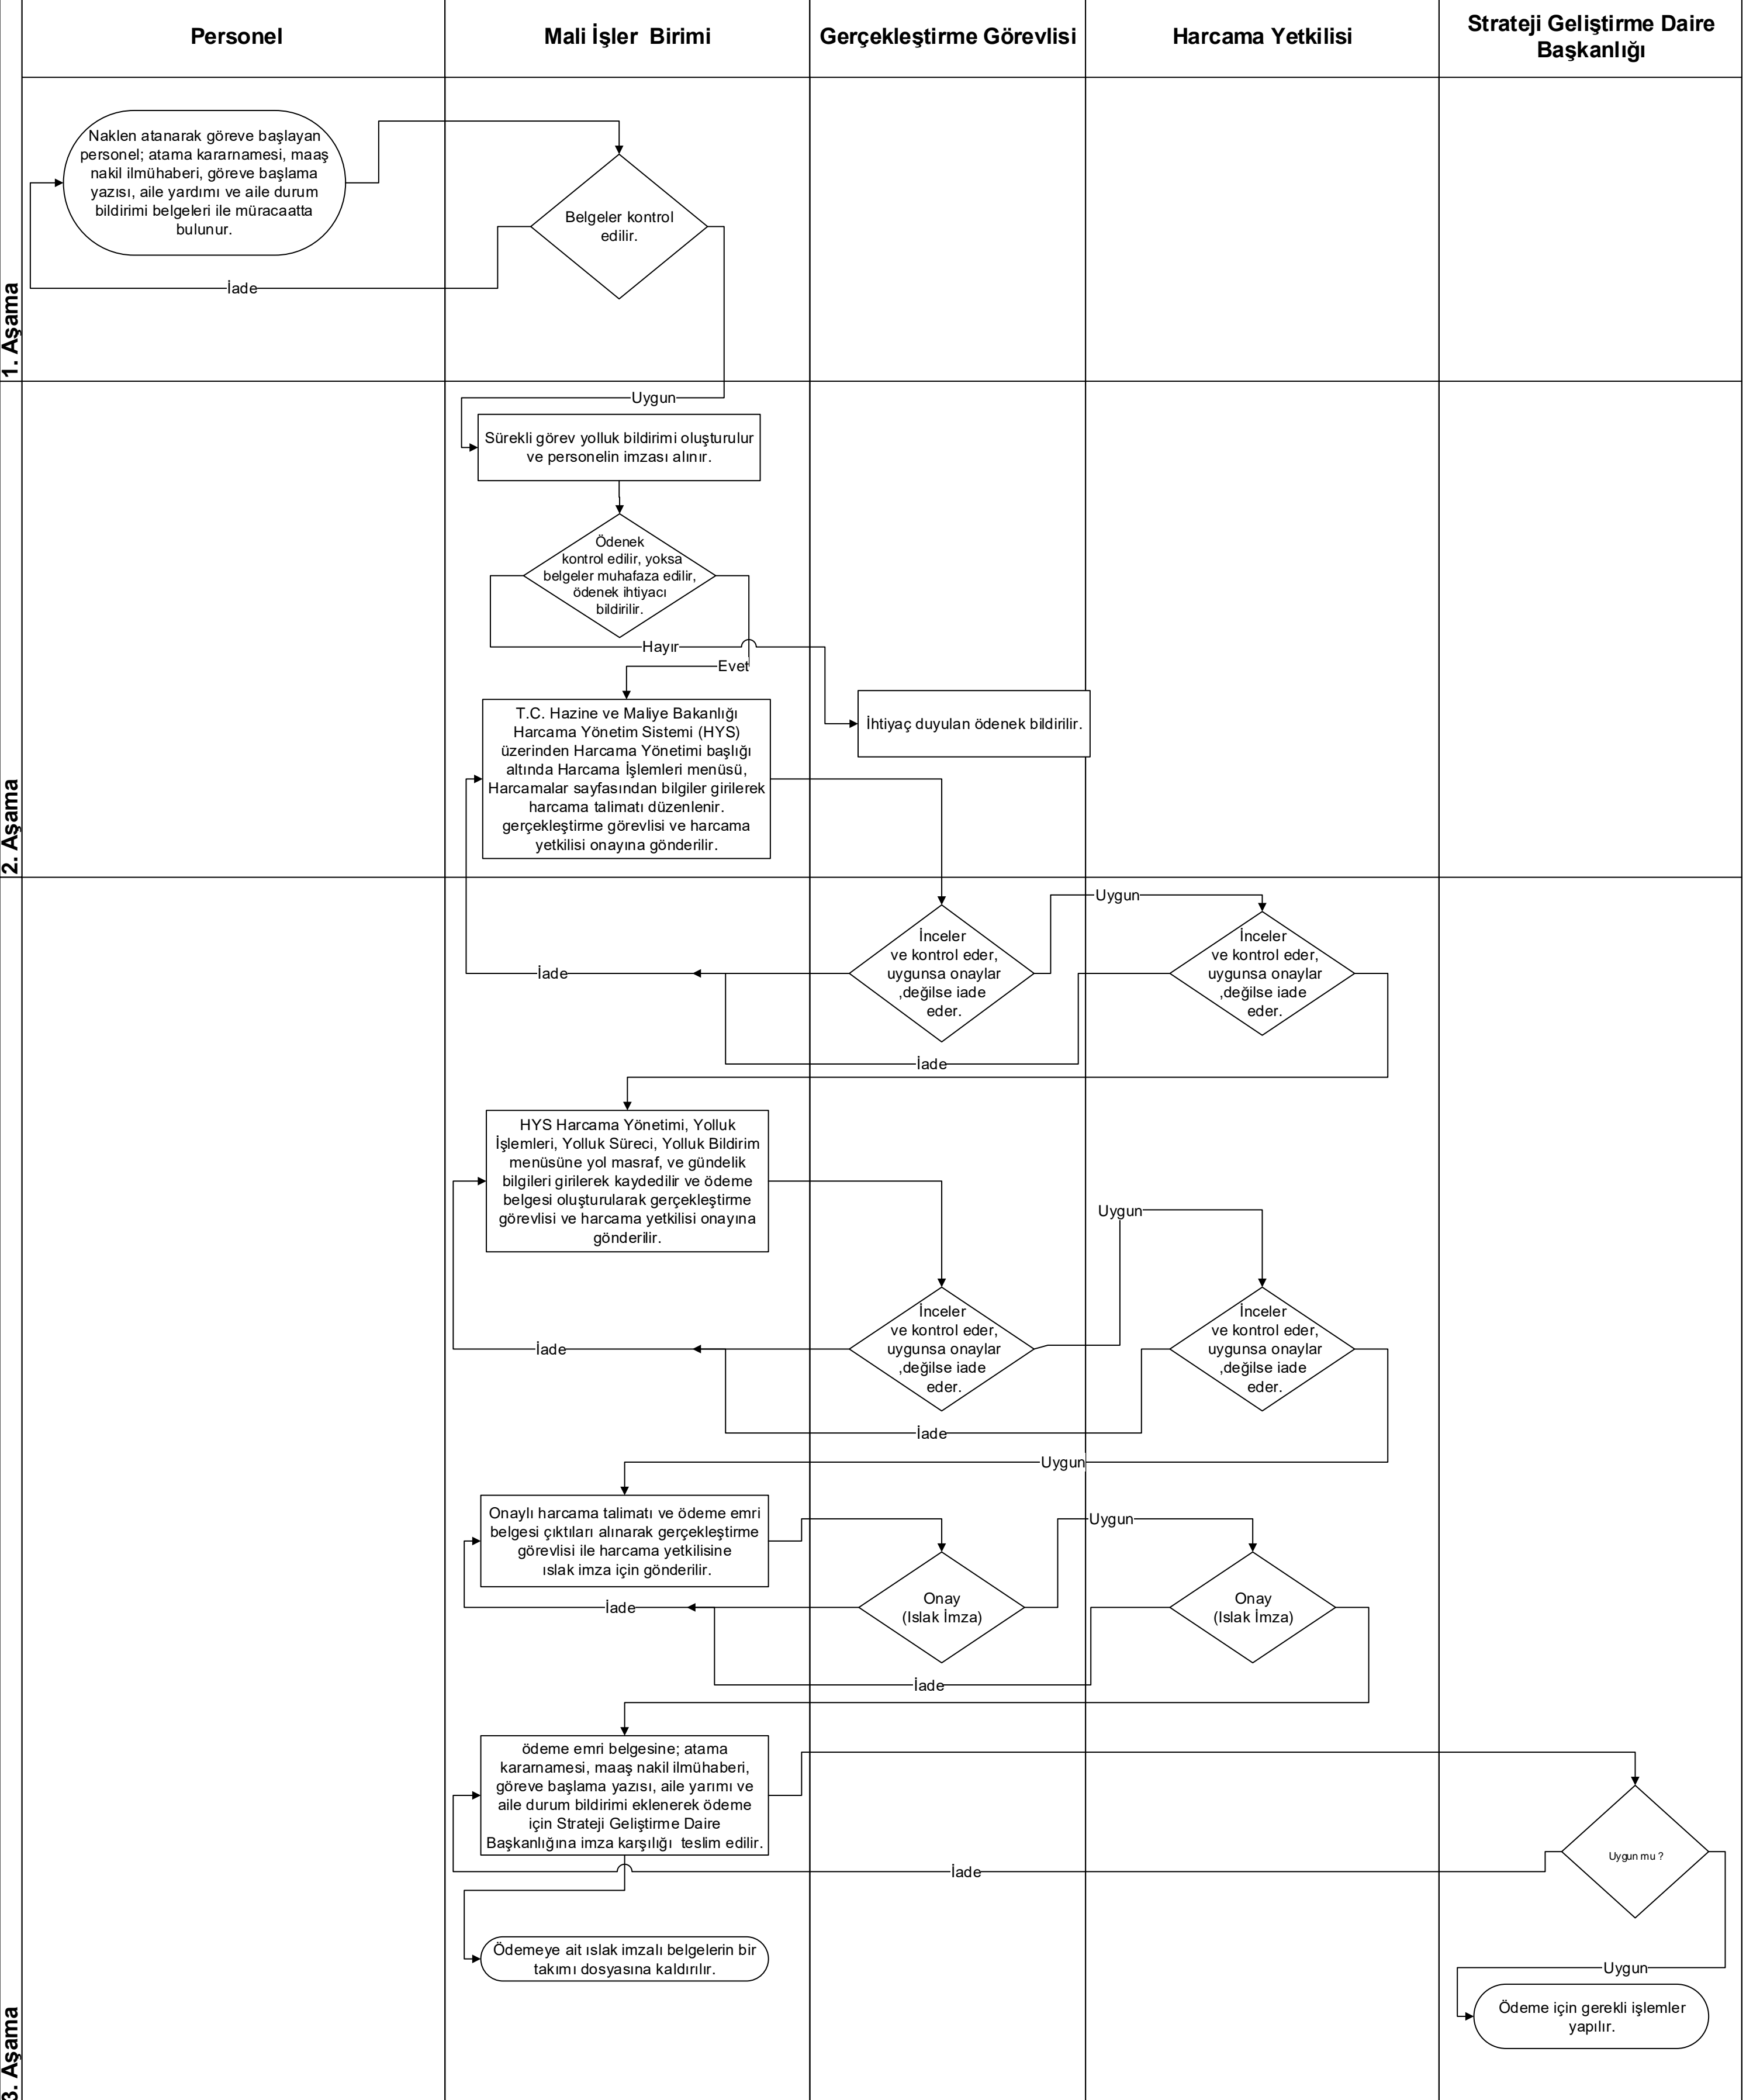 Personel
Mali İşler  Birimi
Gerçekleştirme Görevlisi
Harcama Yetkilisi
Strateji Geliştirme Daire
Başkanlığı
1. Aşama
Naklen atanarak göreve başlayan
personel; atama kararnamesi, maaş
nakil ilmühaberi, göreve başlama
yazısı, aile yardımı ve aile durum
bildirimi belgeleri ile müracaatta
bulunur.
Belgeler kontrol
edilir.
İade
2. Aşama
Uygun
Sürekli görev yolluk bildirimi oluşturulur
ve personelin imzası alınır.
Ödenek
kontrol edilir, yoksa
belgeler muhafaza edilir,
ödenek ihtiyacı
bildirilir.
Hayır
Evet
T.C. Hazine ve Maliye Bakanlığı
Harcama Yönetim Sistemi (HYS)
üzerinden Harcama Yönetimi başlığı
altında Harcama İşlemleri menüsü,
Harcamalar sayfasından bilgiler girilerek
harcama talimatı düzenlenir.
gerçekleştirme görevlisi ve harcama
yetkilisi onayına gönderilir.
İhtiyaç duyulan ödenek bildirilir.
3. Aşama
Uygun
İnceler
ve kontrol eder,
uygunsa onaylar
,değilse iade
eder.
İnceler
ve kontrol eder,
uygunsa onaylar
,değilse iade
eder.
İade
İade
HYS Harcama Yönetimi, Yolluk
İşlemleri, Yolluk Süreci, Yolluk Bildirim
menüsüne yol masraf, ve gündelik
bilgileri girilerek kaydedilir ve ödeme
belgesi oluşturularak gerçekleştirme
görevlisi ve harcama yetkilisi onayına
gönderilir.
Uygun
İnceler
ve kontrol eder,
uygunsa onaylar
,değilse iade
eder.
İnceler
ve kontrol eder,
uygunsa onaylar
,değilse iade
eder.
İade
İade
Uygun
Onaylı harcama talimatı ve ödeme emri
belgesi çıktıları alınarak gerçekleştirme
görevlisi ile harcama yetkilisine
ıslak imza için gönderilir.
Uygun
Onay
(Islak İmza)
Onay
(Islak İmza)
İade
İade
ödeme emri belgesine; atama
kararnamesi, maaş nakil ilmühaberi,
göreve başlama yazısı, aile yarımı ve
aile durum bildirimi eklenerek ödeme
için Strateji Geliştirme Daire
Başkanlığına imza karşılığı  teslim edilir.
Uygun mu ?
İade
Ödemeye ait ıslak imzalı belgelerin bir
takımı dosyasına kaldırılır.
Uygun
Ödeme için gerekli işlemler
yapılır.